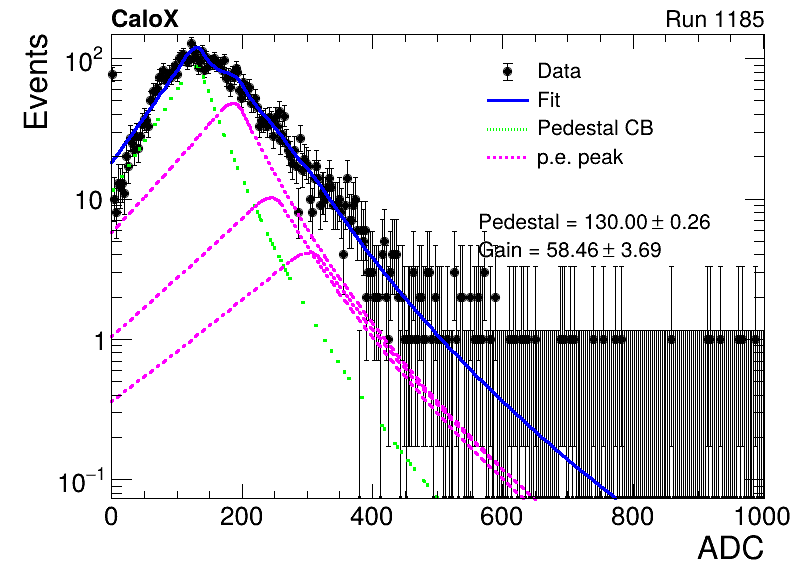 CaloX Run 1185
Events
10²
10
1
10⁻¹
Data
Fit
Pedestal CB
p.e. peak
Pedestal = 130.00 ± 0.26
Gain = 58.46 ± 3.69
0 200 400 600 800 1000
ADC